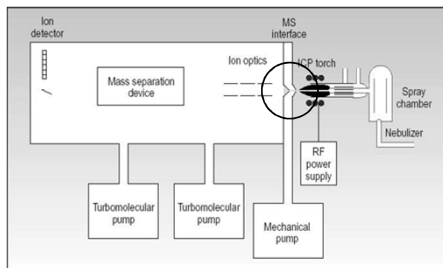 Ion
detector
MS
interface
Ion optics
ICP torch
Mass separation
device
Spray
chamber
Nebulizer
RF
power
supply
Turbomolecular
pump
Turbomolecular
pump
Mechanical
pump